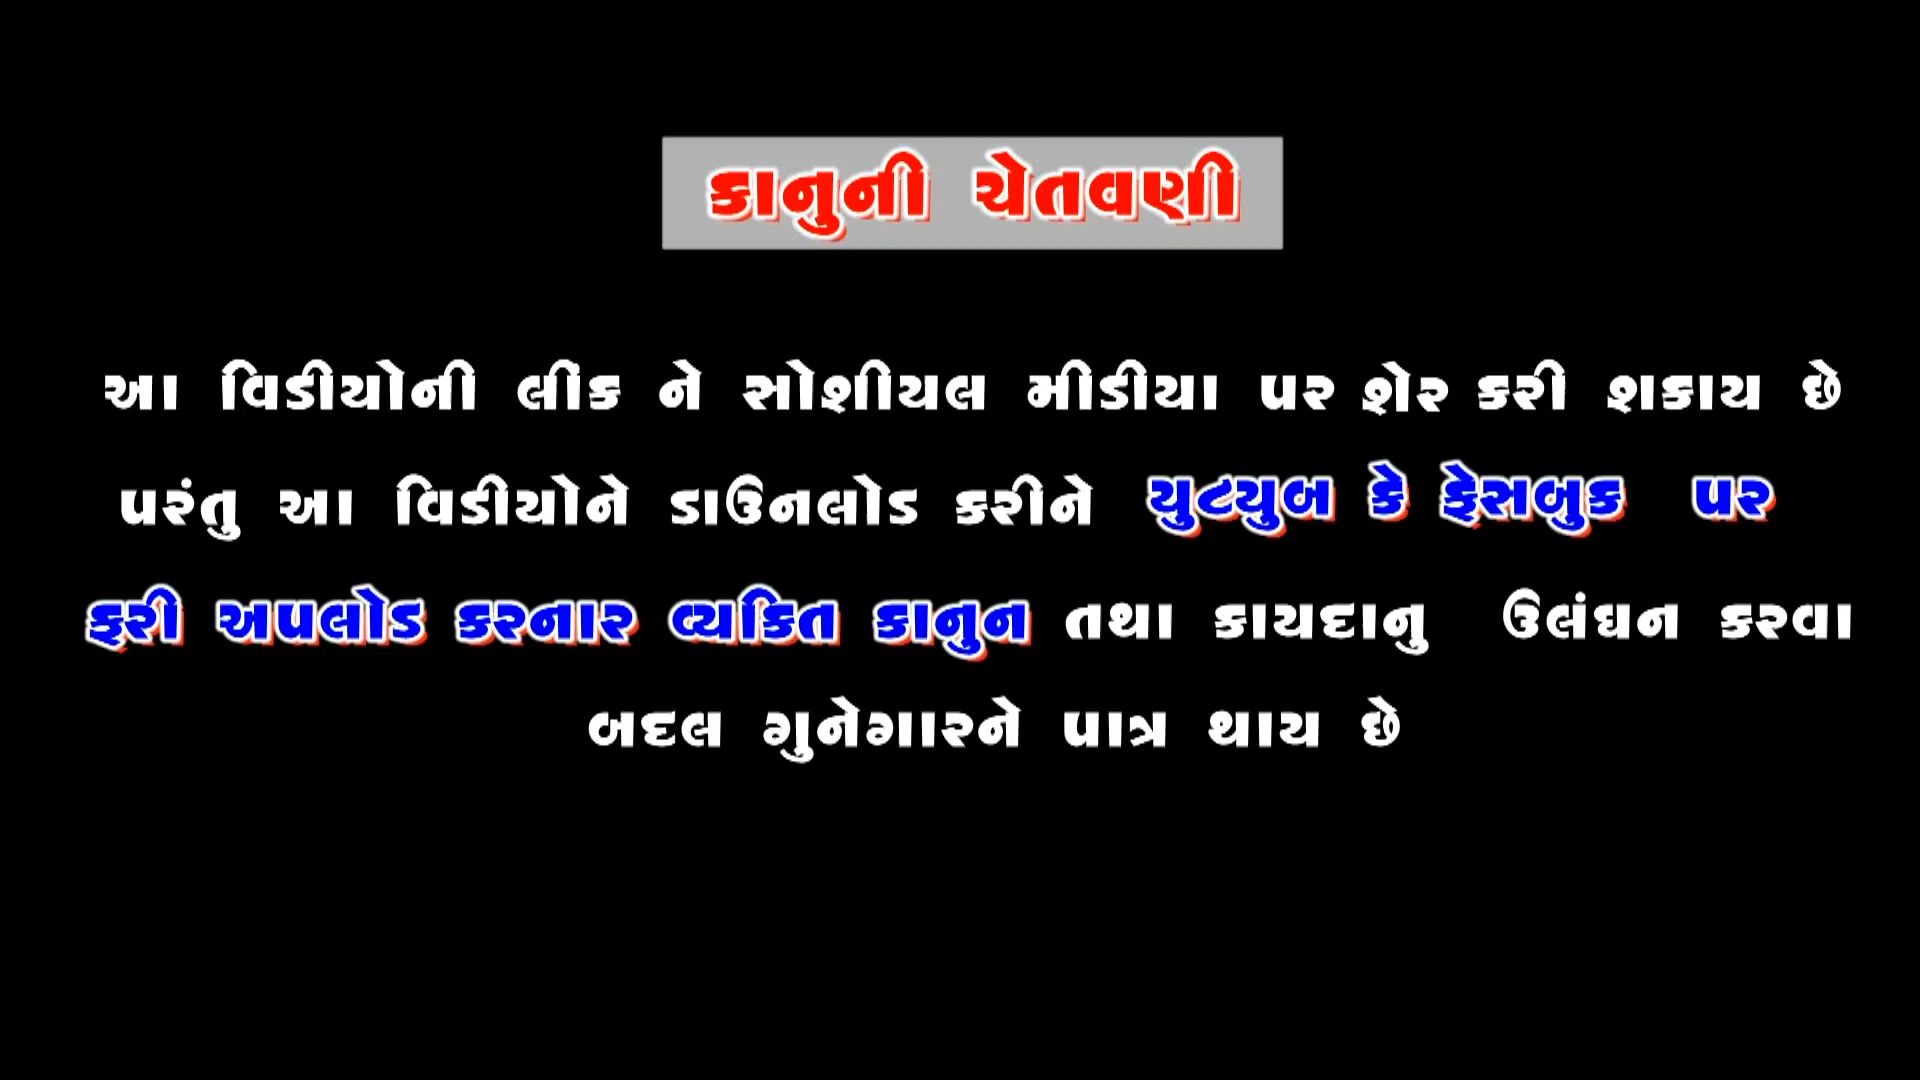 કાનુની ચેતવણી
આ વિડીયોની લીંક ને સોશીયલ મીડીયા પર શેર કરી શકાય છે
પરંતુ આ વિડીયોને ડાઉનલોડ કરીને યુટયુબ કે ફેસબુક પર
ફરી અપલોડ કરનાર વ્યકિત કાનુન તથા કાયદાનુ ઉલંઘન કરવા
બદલ ગુનેગારને પાત્ર થાય છે